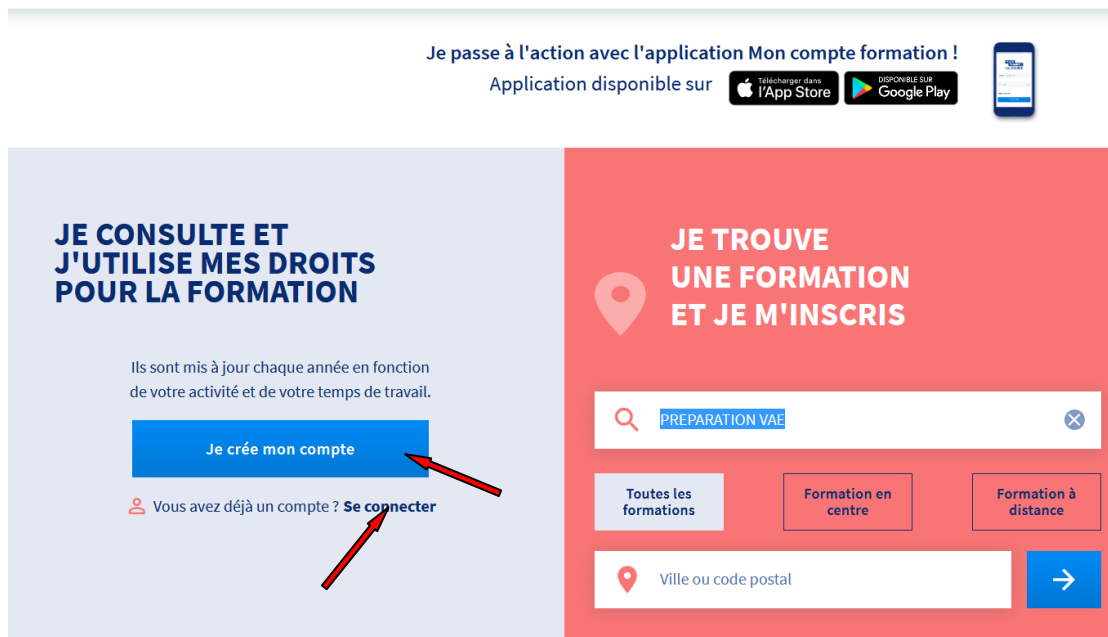 Je passe à l'action avec l'application Mon compte formation !
Application disponible sur
Télécharger dans
l'App Store
DISPONIBLE SUR
Google Play
JE CONSULTE ET
J'UTILISE MES DROITS
POUR LA FORMATION
Ils sont mis à jour chaque année en fonction
de votre activité et de votre temps de travail.
Je crée mon compte
Vous avez déjà un compte ? Se connecter
JE TROUVE
UNE FORMATION
ET JE M'INSCRIS
PREPARATION VAE
Toutes les
formations
Formation en
centre
Formation à
distance
Ville ou code postal